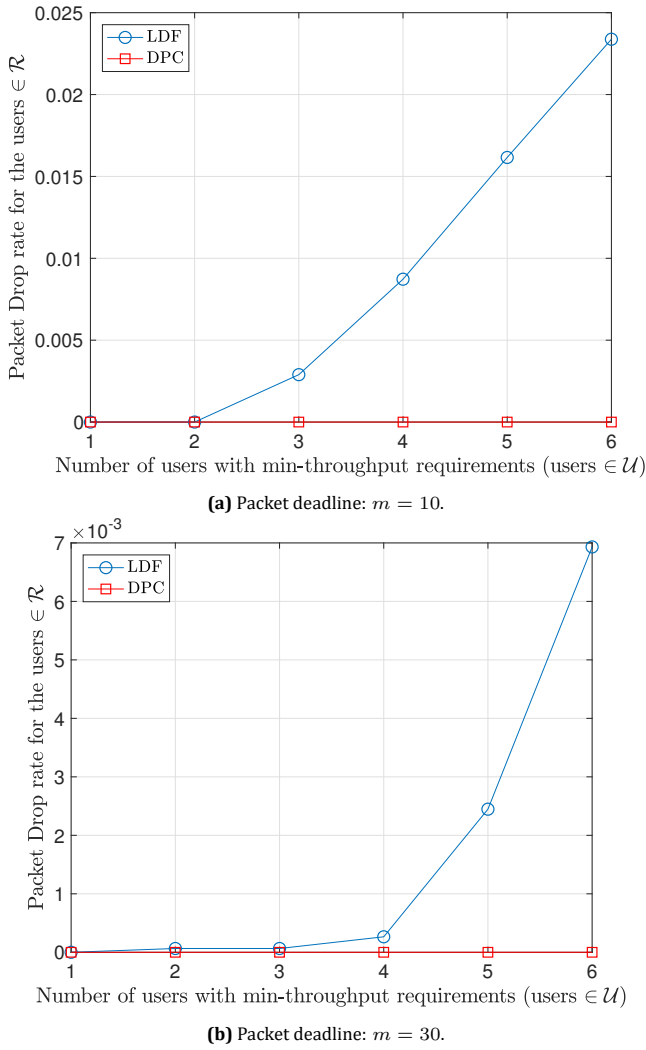 0.025
LDF
DPC
0.02
0.015
0.01
0.005
0
Packet Drop rate for the users ∈ ℛ
1 2 3 4 5 6
Number of users with min-throughput requirements (users ∈ 𝒰)
(a) Packet deadline: m = 10.
×10⁻³
7
LDF
DPC
6
5
4
3
2
1
0
Packet Drop rate for the users ∈ ℛ
1 2 3 4 5 6
Number of users with min-throughput requirements (users ∈ 𝒰)
(b) Packet deadline: m = 30.